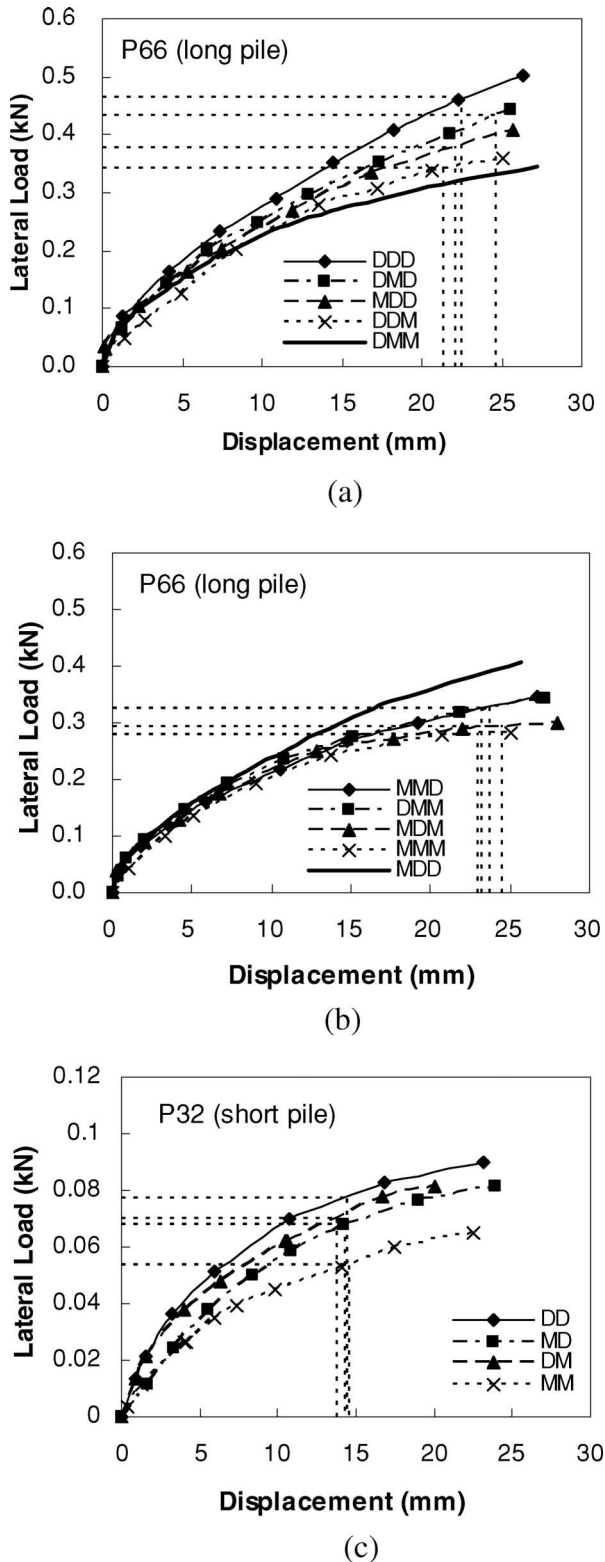 0.6
P66 (long pile)
0.5
0.4
0.3
0.2
0.1
0.0
Lateral Load (kN)
DDD
DMD
MDD
DDM
DMM
0 5 10 15 20 25 30
Displacement (mm)
(a)
0.6
P66 (long pile)
0.5
0.4
0.3
0.2
0.1
0.0
Lateral Load (kN)
MMD
DMM
MDM
MMM
MDD
0 5 10 15 20 25 30
Displacement (mm)
(b)
0.12
P32 (short pile)
0.1
0.08
0.06
0.04
0.02
0
Lateral Load (kN)
DD
MD
DM
MM
0 5 10 15 20 25 30
Displacement (mm)
(c)